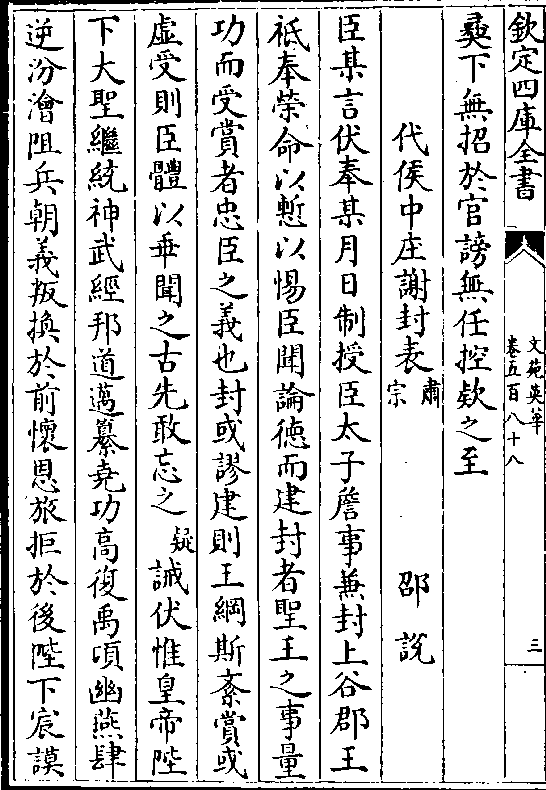 欽定四庫全書
文苑英華
卷五百八十八
三
彛下無招於官謗無任控欵之至
代侯中庄謝封表肅宗 邵說
臣某言伏奉某月日制授臣太子詹事兼封上谷郡王
祗奉榮命以慙以惕臣聞論德而建封者聖王之事量
功而受賞者忠臣之義也封或謬建則王綱斯紊賞或
虛受則臣體以乖聞之古先敢忘之疑誠伏惟皇帝陛
下大聖繼統神武經邦道邁纂堯功高復禹頃幽燕肆
逆汾澮阻兵朝義叛換於前懷恩旅拒於後陛下宸謨